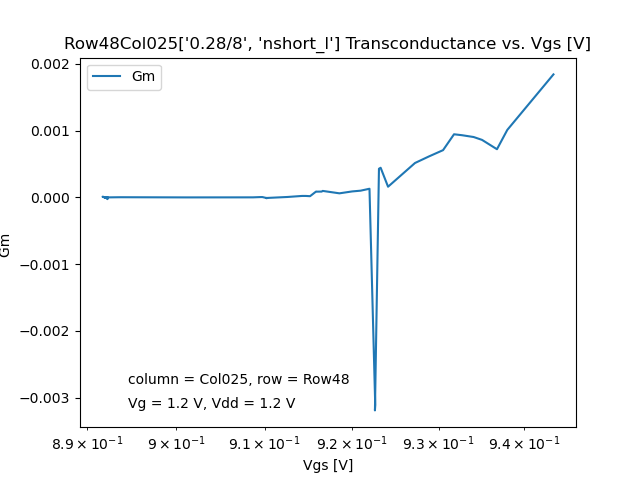 Row48Col025['0.28/8', 'nshort_l'] Transconductance vs. Vgs [V]
Gm
0.002
0.001
0.000
−0.001
−0.002
−0.003
Gm
column = Col025, row = Row48
Vg = 1.2 V, Vdd = 1.2 V
8.9 × 10⁻¹ 9 × 10⁻¹ 9.1 × 10⁻¹ 9.2 × 10⁻¹ 9.3 × 10⁻¹ 9.4 × 10⁻¹
Vgs [V]